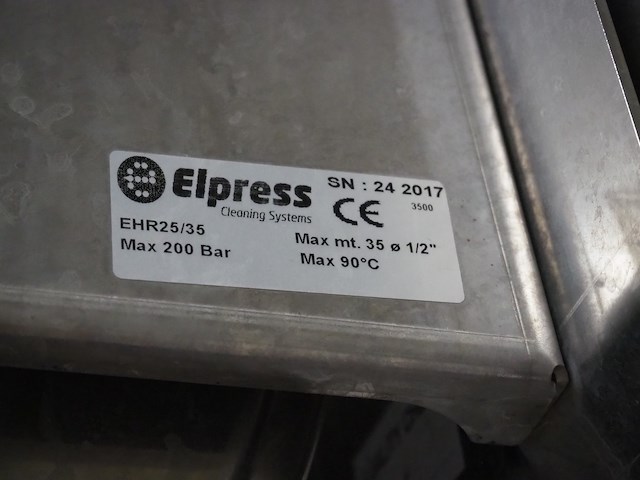 Elpress
Cleaning Systems
SN : 24 2017
CE
3500
EHR25/35
Max 200 Bar
Max mt. 35 ø 1/2"
Max 90°C